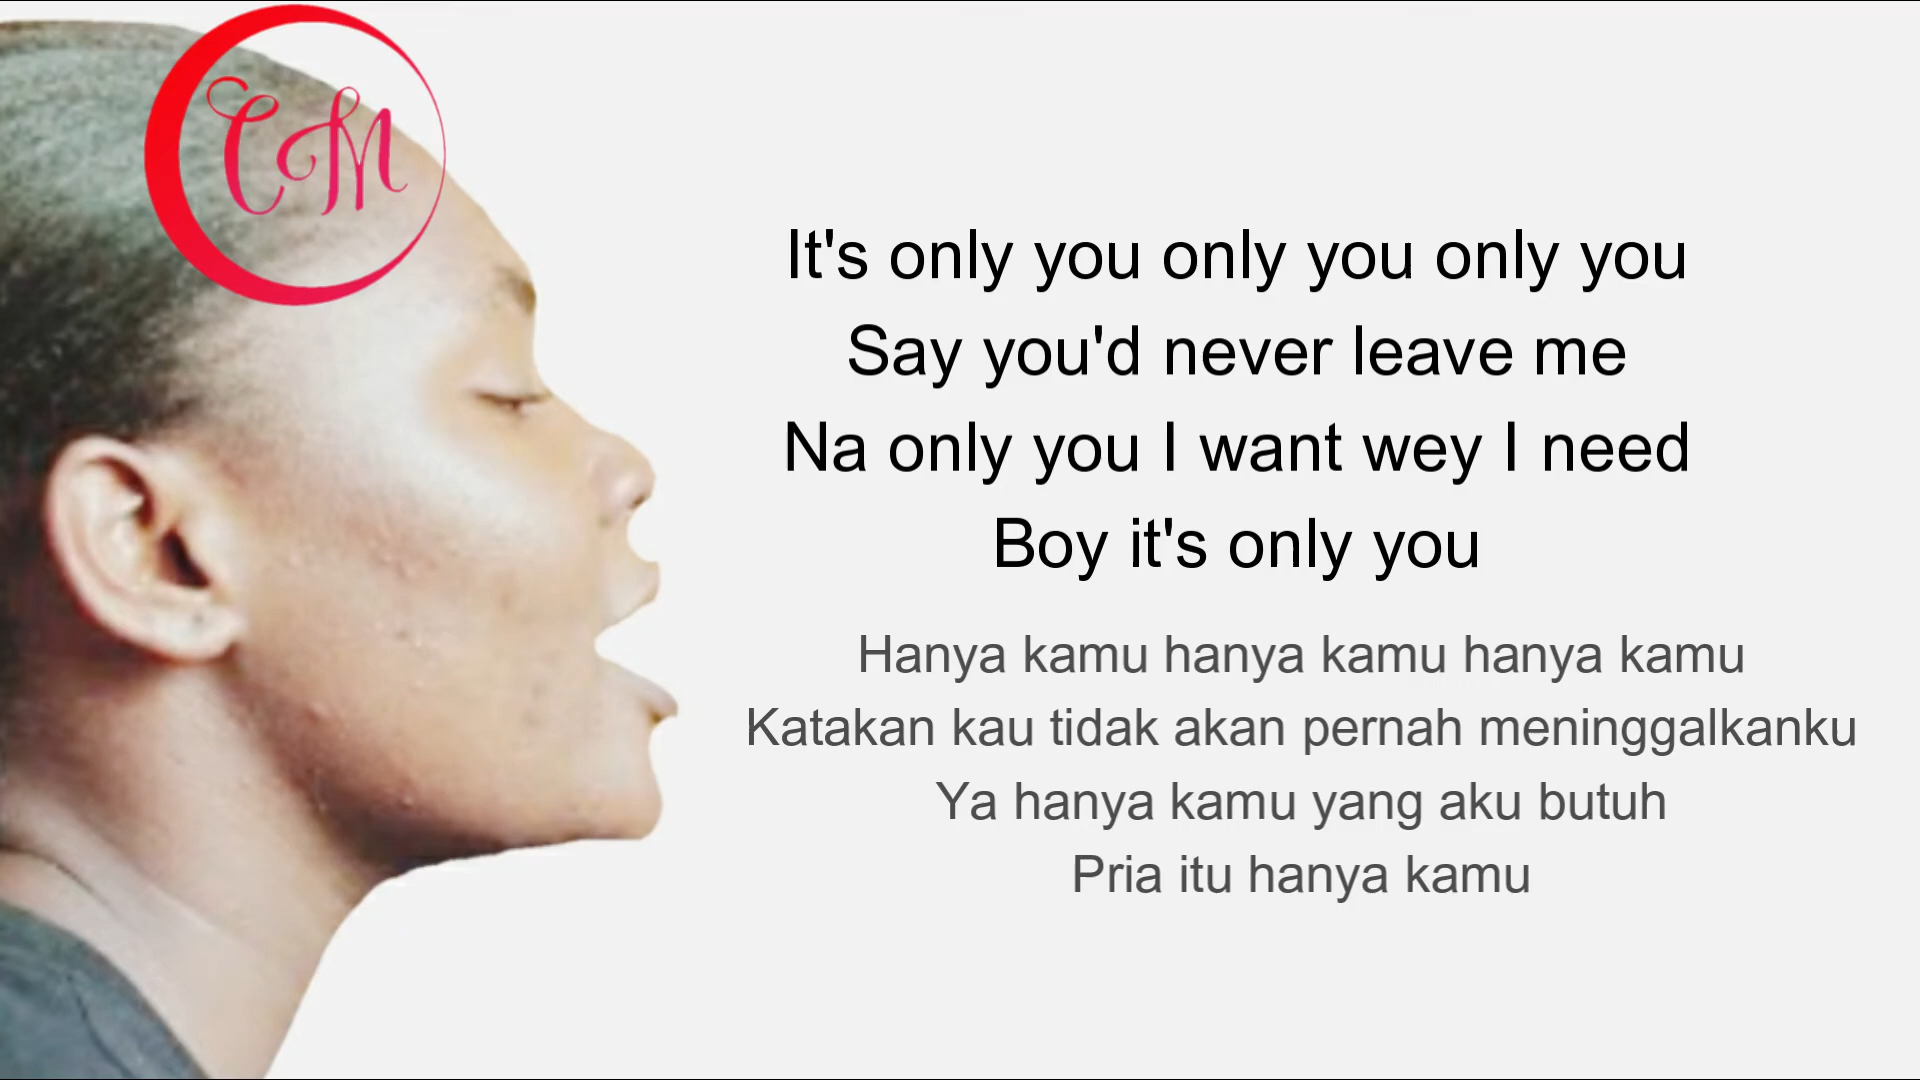 CM
It's only you only you only you
Say you'd never leave me
Na only you I want wey I need
Boy it's only you
Hanya kamu hanya kamu hanya kamu
Katakan kau tidak akan pernah meninggalkanku
Ya hanya kamu yang aku butuh
Pria itu hanya kamu